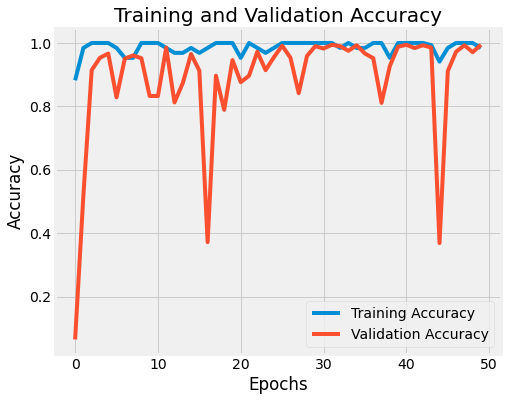 Training and Validation Accuracy
1.0
0.8
0.6
0.4
0.2
Accuracy
Training Accuracy
Validation Accuracy
0 10 20 30 40 50
Epochs